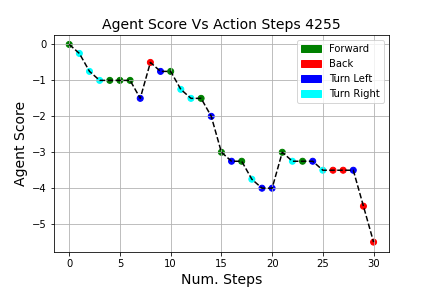 Agent Score Vs Action Steps 4255
Forward
Back
Turn Left
Turn Right
Agent Score
0
−1
−2
−3
−4
−5
0 5 10 15 20 25 30
Num. Steps